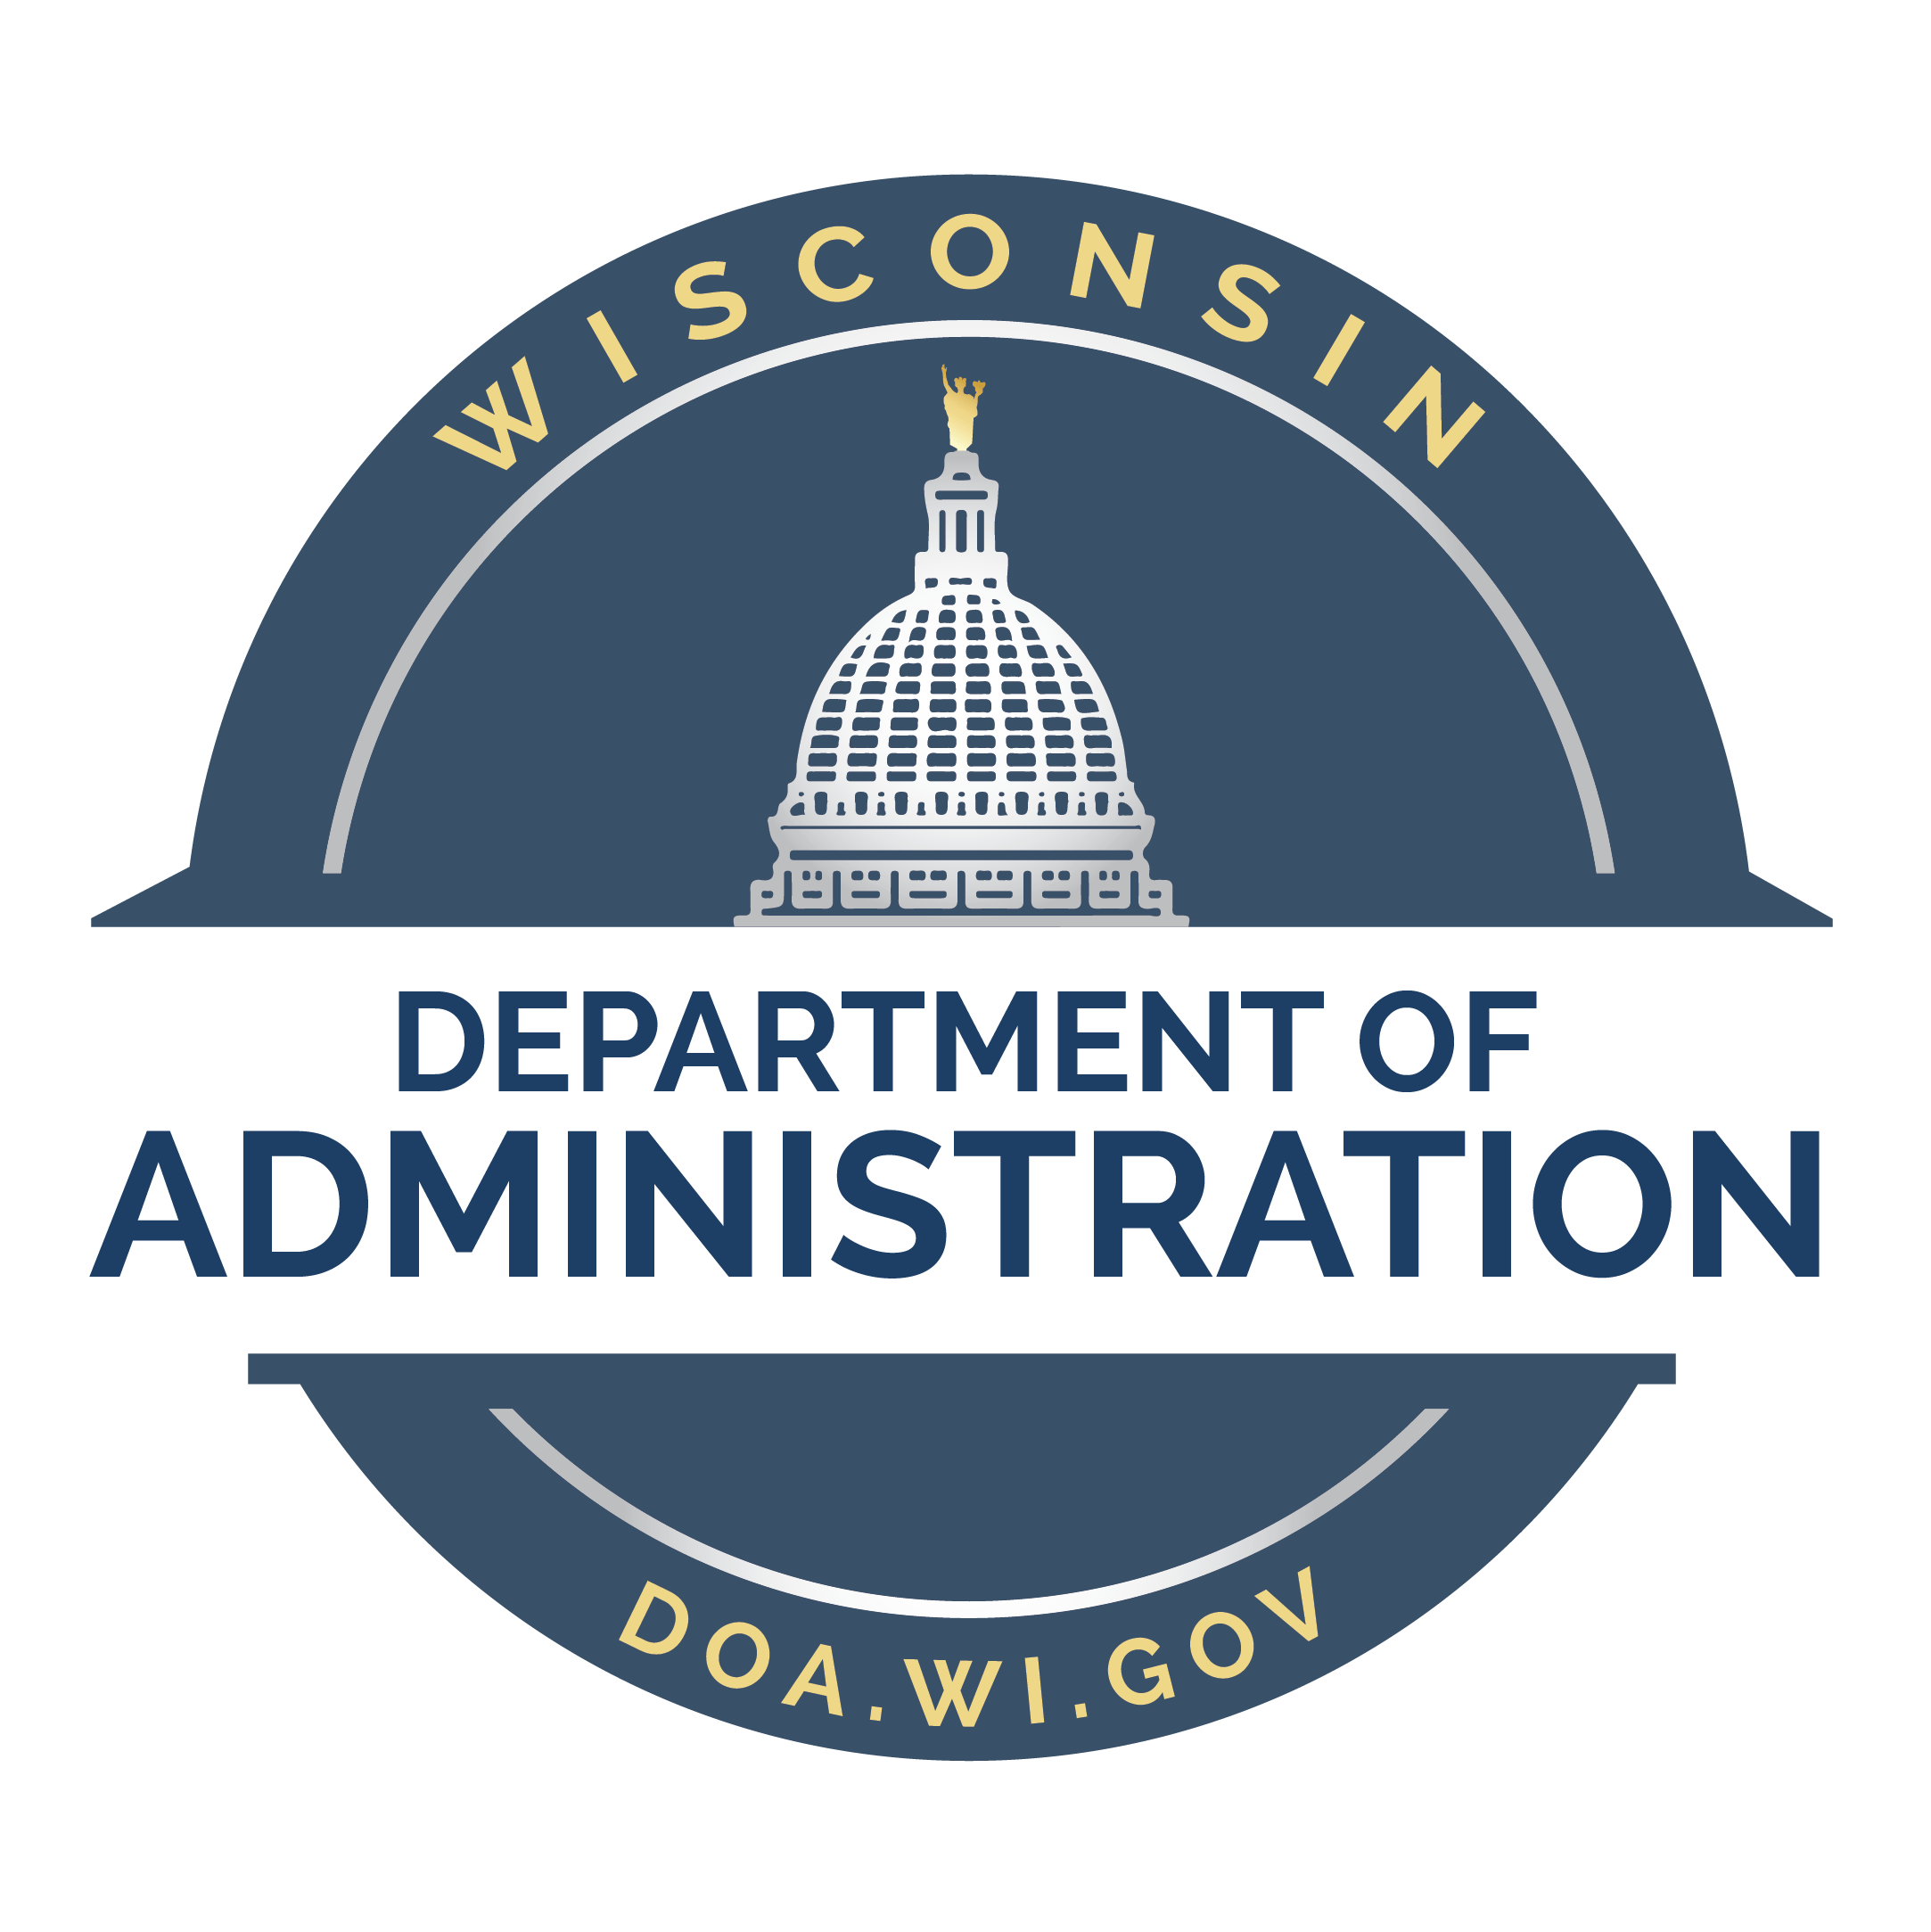 WISCONSIN
DEPARTMENT OF
ADMINISTRATION
DOA.WI.GOV